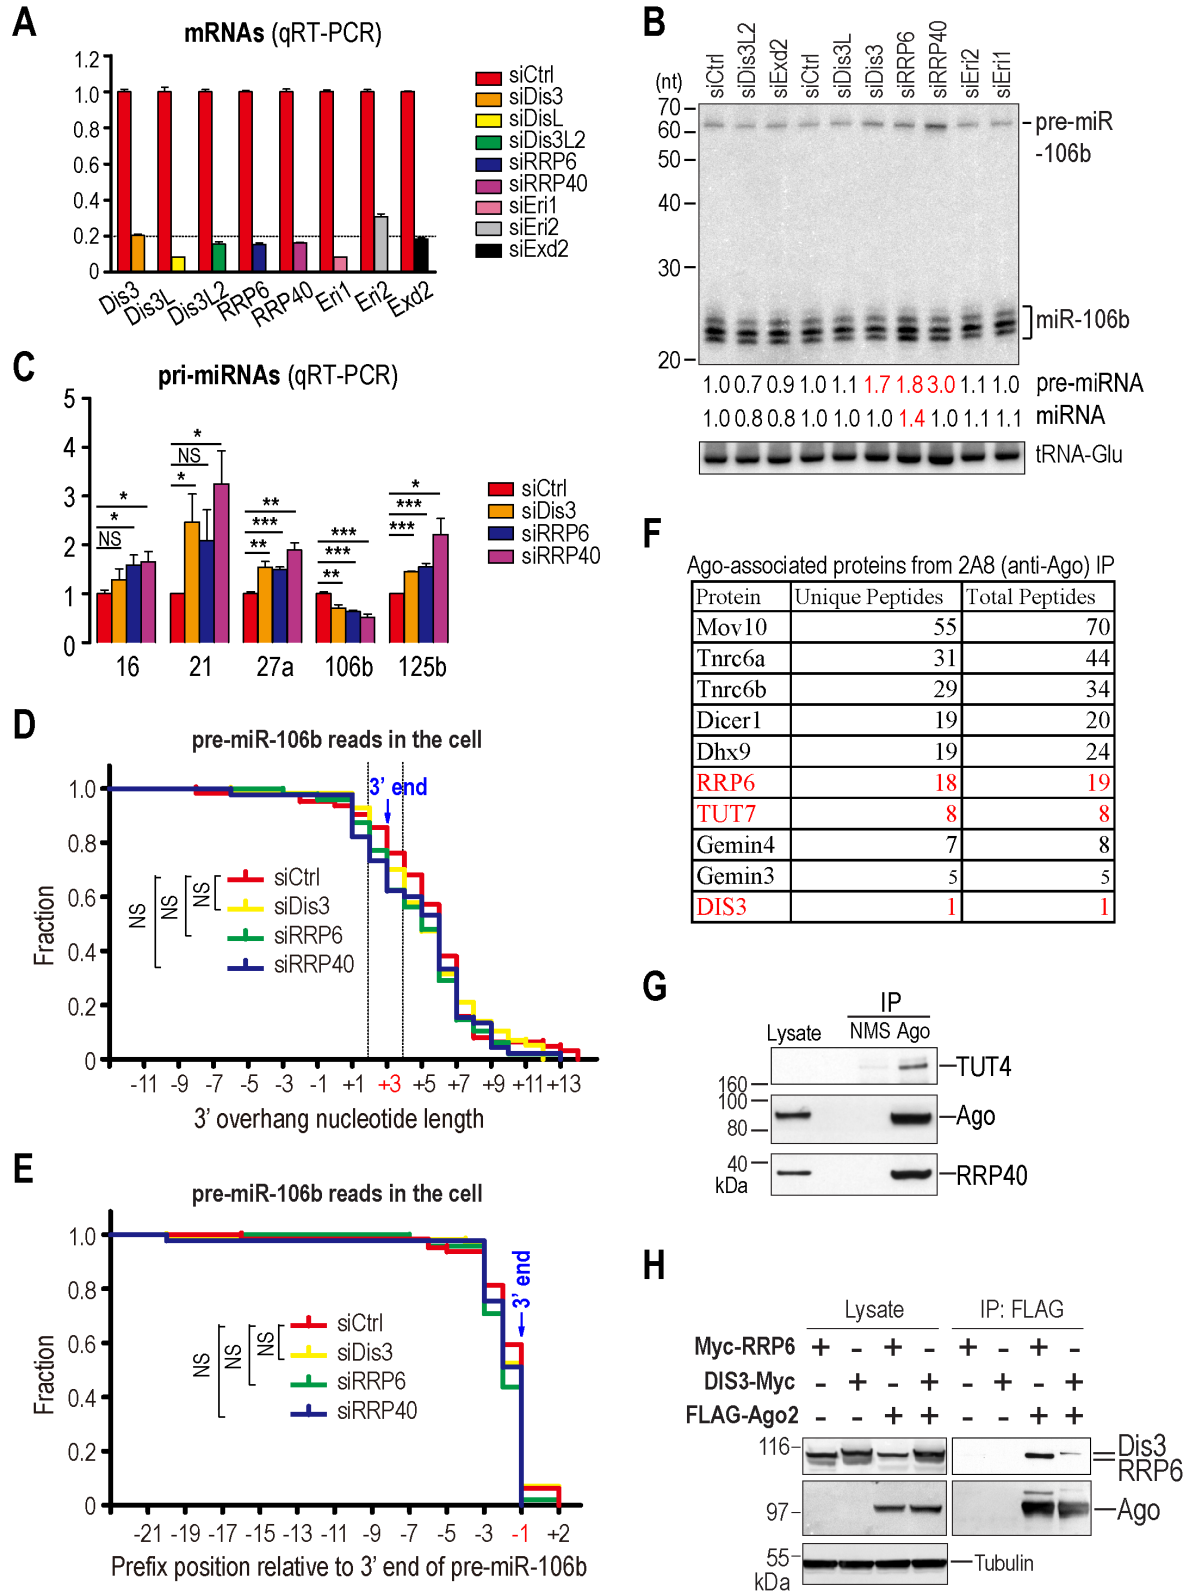 A
mRNAs (qRT-PCR)
1.2
1.0
0.8
0.6
0.4
0.2
0
Dis3
Dis3L
Dis3L2
RRP6
RRP40
Eri1
Eri2
Exd2
siCtrl
siDis3
siDisL
siDis3L2
siRRP6
siRRP40
siEri1
siEri2
siExd2
B
(nt)
siCtrl
siDis3L2
siExd2
siCtrl
siDis3L
siDis3
siRRP6
siRRP40
siEri2
siEri1
70
60
50
40
30
20
pre-miR
-106b
miR-106b
1.0 0.7 0.9 1.0 1.1 1.7 1.8 3.0 1.1 1.0 pre-miRNA
1.0 0.8 0.8 1.0 1.0 1.0 1.4 1.0 1.1 1.1 miRNA
tRNA-Glu
C
pri-miRNAs (qRT-PCR)
5
4
3
2
1
0
NS
*
*
*
NS
*
**
***
**
**
***
***
***
***
*
16 21 27a 106b 125b
siCtrl
siDis3
siRRP6
siRRP40
D
pre-miR-106b reads in the cell
Fraction
1.0
0.8
0.6
0.4
0.2
0
3' end
NS
NS
NS
siCtrl
siDis3
siRRP6
siRRP40
-11 -9 -7 -5 -3 -1 +1 +3 +5 +7 +9 +11 +13
3' overhang nucleotide length
E
pre-miR-106b reads in the cell
Fraction
1.0
0.8
0.6
0.4
0.2
0
3' end
NS
NS
NS
siCtrl
siDis3
siRRP6
siRRP40
-21 -19 -17 -15 -13 -11 -9 -7 -5 -3 -1 +2
Prefix position relative to 3' end of pre-miR-106b
F
Ago-associated proteins from 2A8 (anti-Ago) IP
Protein Unique Peptides Total Peptides
Mov10 55 70
Tnrc6a 31 44
Tnrc6b 29 34
Dicer1 19 20
Dhx9 19 24
RRP6 18 19
TUT7 8 8
Gemin4 7 8
Gemin3 5 5
DIS3 1 1
G
IP
Lysate NMS Ago
TUT4
160
100
80
Ago
40
kDa
RRP40
H
Lysate IP: FLAG
Myc-RRP6 + - + - + - + -
DIS3-Myc - + - + - + - +
FLAG-Ago2 - - + + - - + +
116
Dis3
RRP6
97
Ago
55
kDa
Tubulin